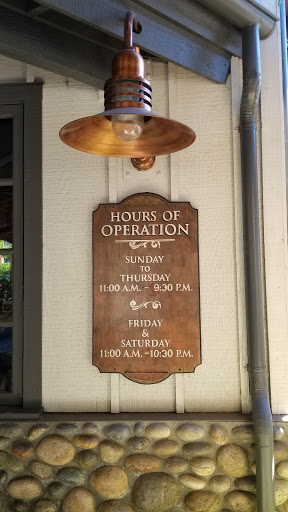 HOURS OF
OPERATION
SUNDAY
TO
THURSDAY
11:00 A.M. - 9:30 P.M.
FRIDAY
&
SATURDAY
11:00 A.M. -10:30 P.M.